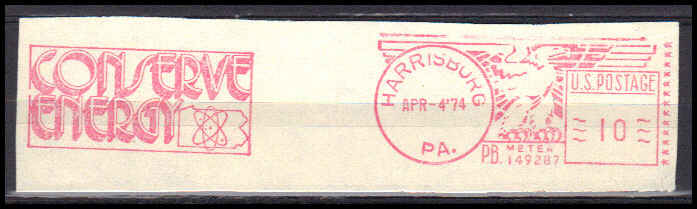 CONSERVE
ENERGY
HARRISBURG
APR-4'74
PA.
U.S. POSTAGE
10
PB. METER
149287